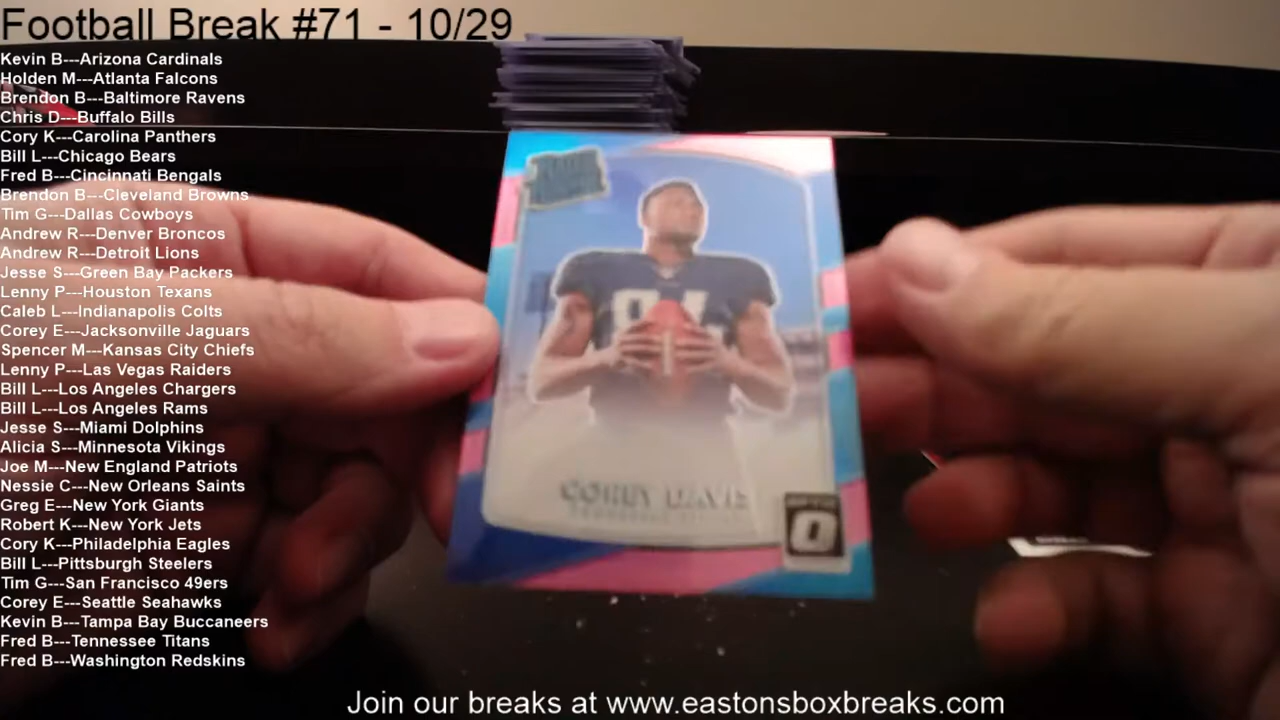 Football Break #71 - 10/29
Kevin B---Arizona Cardinals
Holden M---Atlanta Falcons
Brendon B---Baltimore Ravens
Chris D---Buffalo Bills
Cory K---Carolina Panthers
Bill L---Chicago Bears
Fred B---Cincinnati Bengals
Brendon B---Cleveland Browns
Tim G---Dallas Cowboys
Andrew R---Denver Broncos
Andrew R---Detroit Lions
Jesse S---Green Bay Packers
Lenny P---Houston Texans
Caleb L---Indianapolis Colts
Corey E---Jacksonville Jaguars
Spencer M---Kansas City Chiefs
Lenny P---Las Vegas Raiders
Bill L---Los Angeles Chargers
Bill L---Los Angeles Rams
Jesse S---Miami Dolphins
Alicia S---Minnesota Vikings
Joe M---New England Patriots
Nessie C---New Orleans Saints
Greg E---New York Giants
Robert K---New York Jets
Cory K---Philadelphia Eagles
Bill L---Pittsburgh Steelers
Tim G---San Francisco 49ers
Corey E---Seattle Seahawks
Kevin B---Tampa Bay Buccaneers
Fred B---Tennessee Titans
Fred B---Washington Redskins
84
COREY DAVIS
Join our breaks at www.eastonsboxbreaks.com